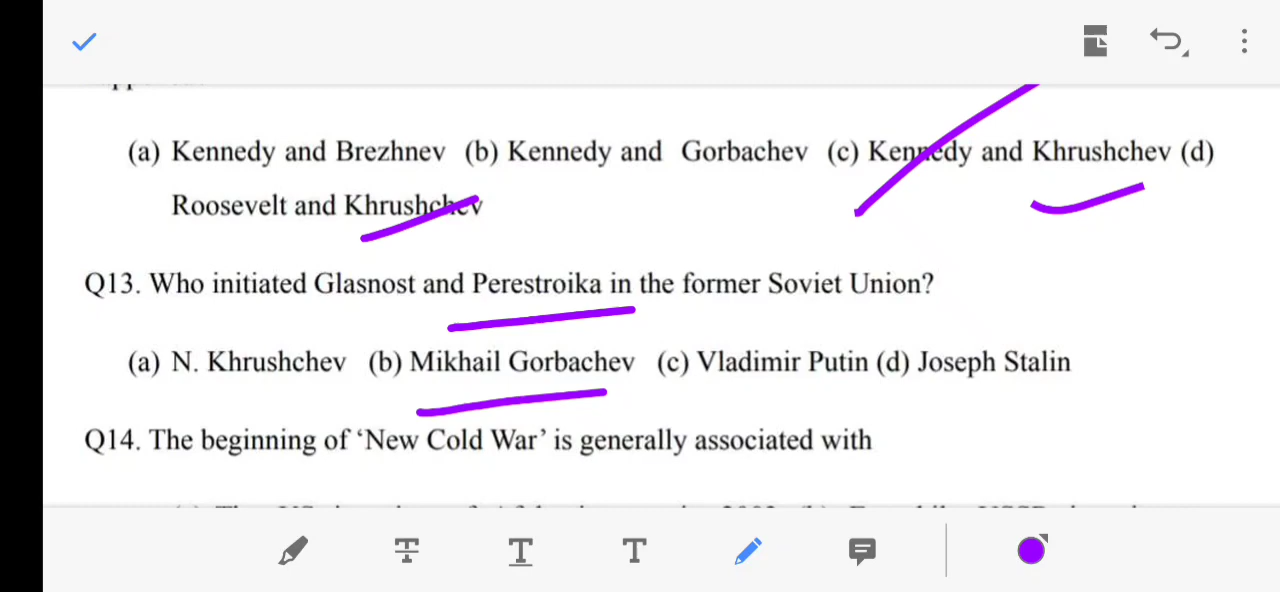 (a) Kennedy and Brezhnev (b) Kennedy and Gorbachev (c) Kennedy and Khrushchev (d)
Roosevelt and Khrushchev
Q13. Who initiated Glasnost and Perestroika in the former Soviet Union?
(a) N. Khrushchev (b) Mikhail Gorbachev (c) Vladimir Putin (d) Joseph Stalin
Q14. The beginning of ‘New Cold War’ is generally associated with